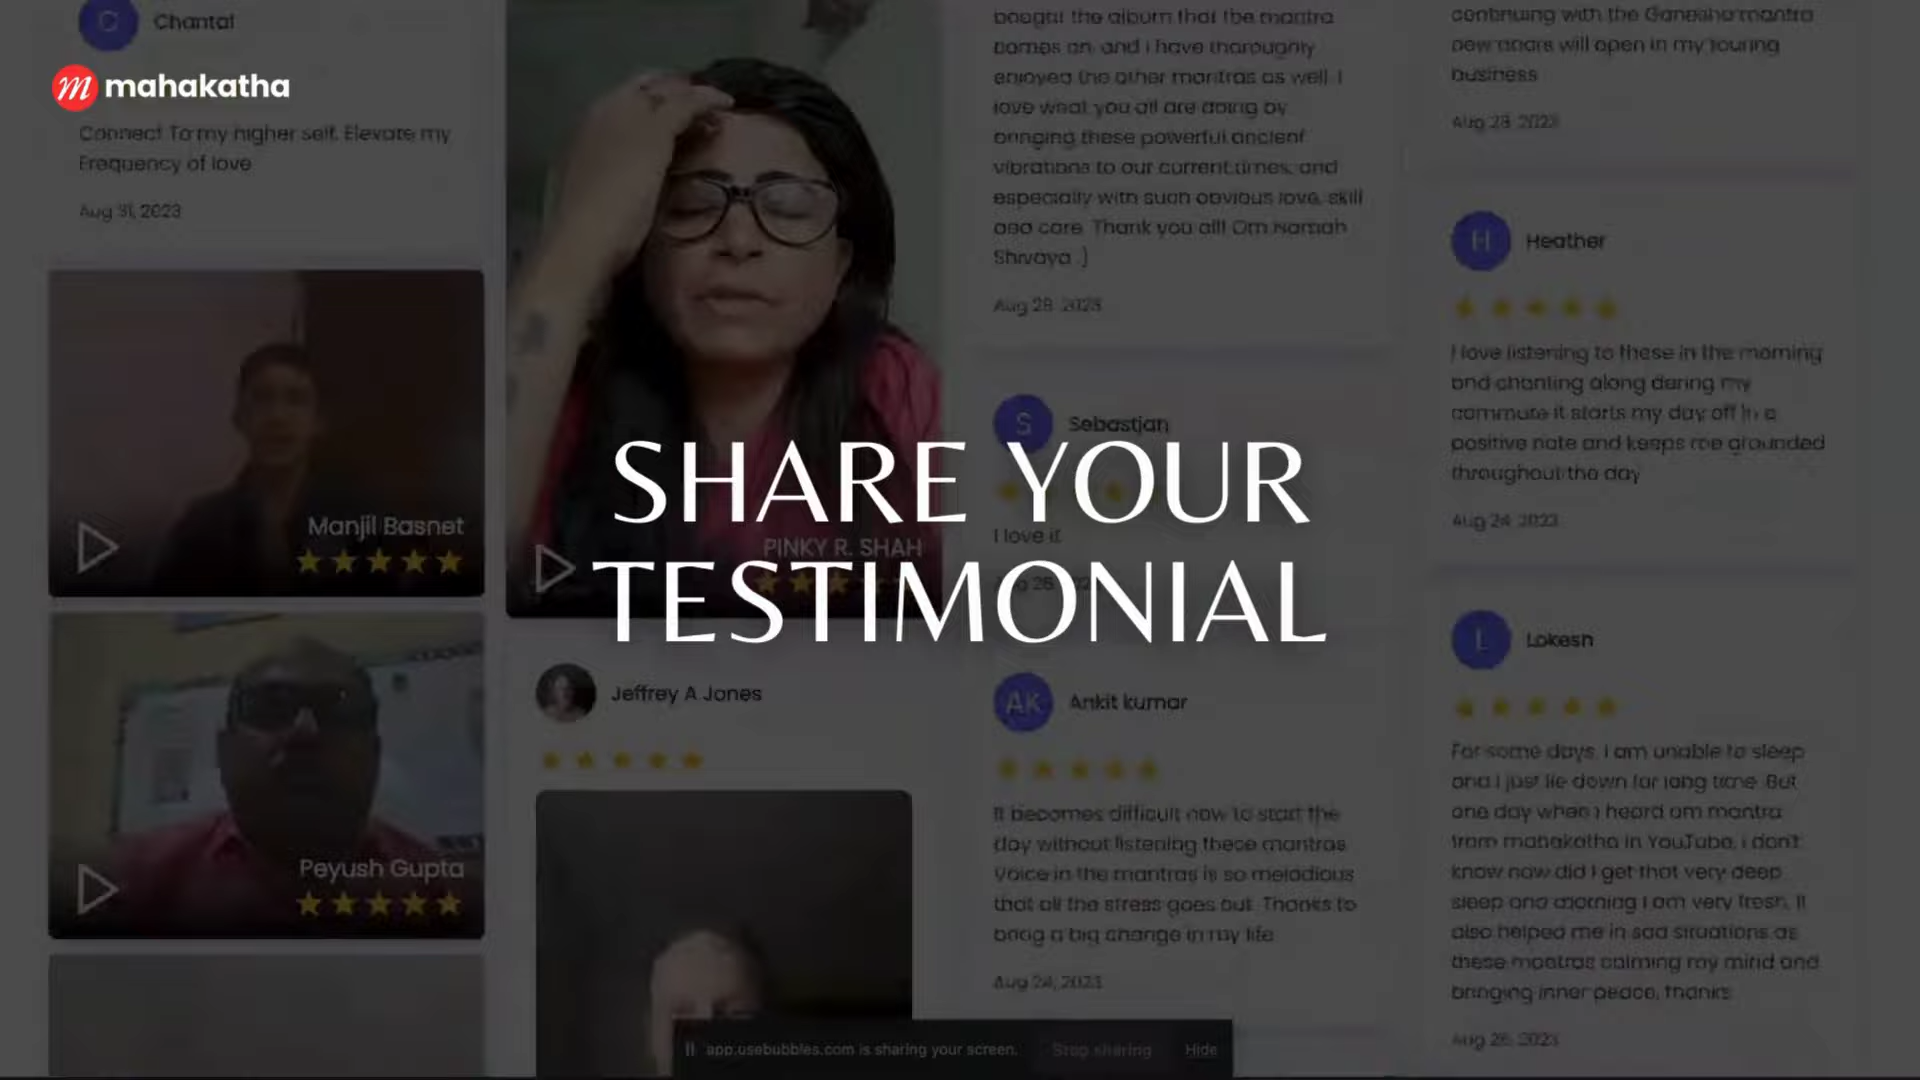 C
Chantal
mahakatha
Connect To my higher self. Elevate my
Frequency of love
Aug 31, 2023
Manjil Basnet
Peyush Gupta
PINKY R. SHAH
Jeffrey A Jones
bought the album that the mantra
comes on, and I have thoroughly
enjoyed the other mantras as well. I
love what you all are doing by
bringing these powerful ancient
vibrations to our current times, and
especially with such obvious love, skill
and care. Thank you all! Om Namah
Shivaya :)
Aug 28, 2023
S
Sebastjan
I love it
SHARE YOUR
TESTIMONIAL
AK
Ankit kumar
It becomes difficult now to start the
day without listening these mantras
Voice in the mantras is so melodious
that all the stress goes out. Thanks to
bring a big change in my life
Aug 24, 2023
continuing with the Ganesha mantra
new doors will open in my touring
business
Aug 28, 2023
H
Heather
I love listening to these in the morning
and chanting along during my
commute it starts my day off in a
positive note and keeps me grounded
throughout the day
Aug 24, 2023
L
Lokesh
For some days, i am unable to sleep
and i just lie down for long time. But
one day when i heard om mantra
from mahakatha in YouTube, i don't
know how did i get that very deep
sleep and morning I am very fresh. It
also helped me in sad situations as
these mantras calming my mind and
bringing inner peace, thanks
Aug 26, 2023
app.usebubbles.com is sharing your screen.
Stop sharing
Hide